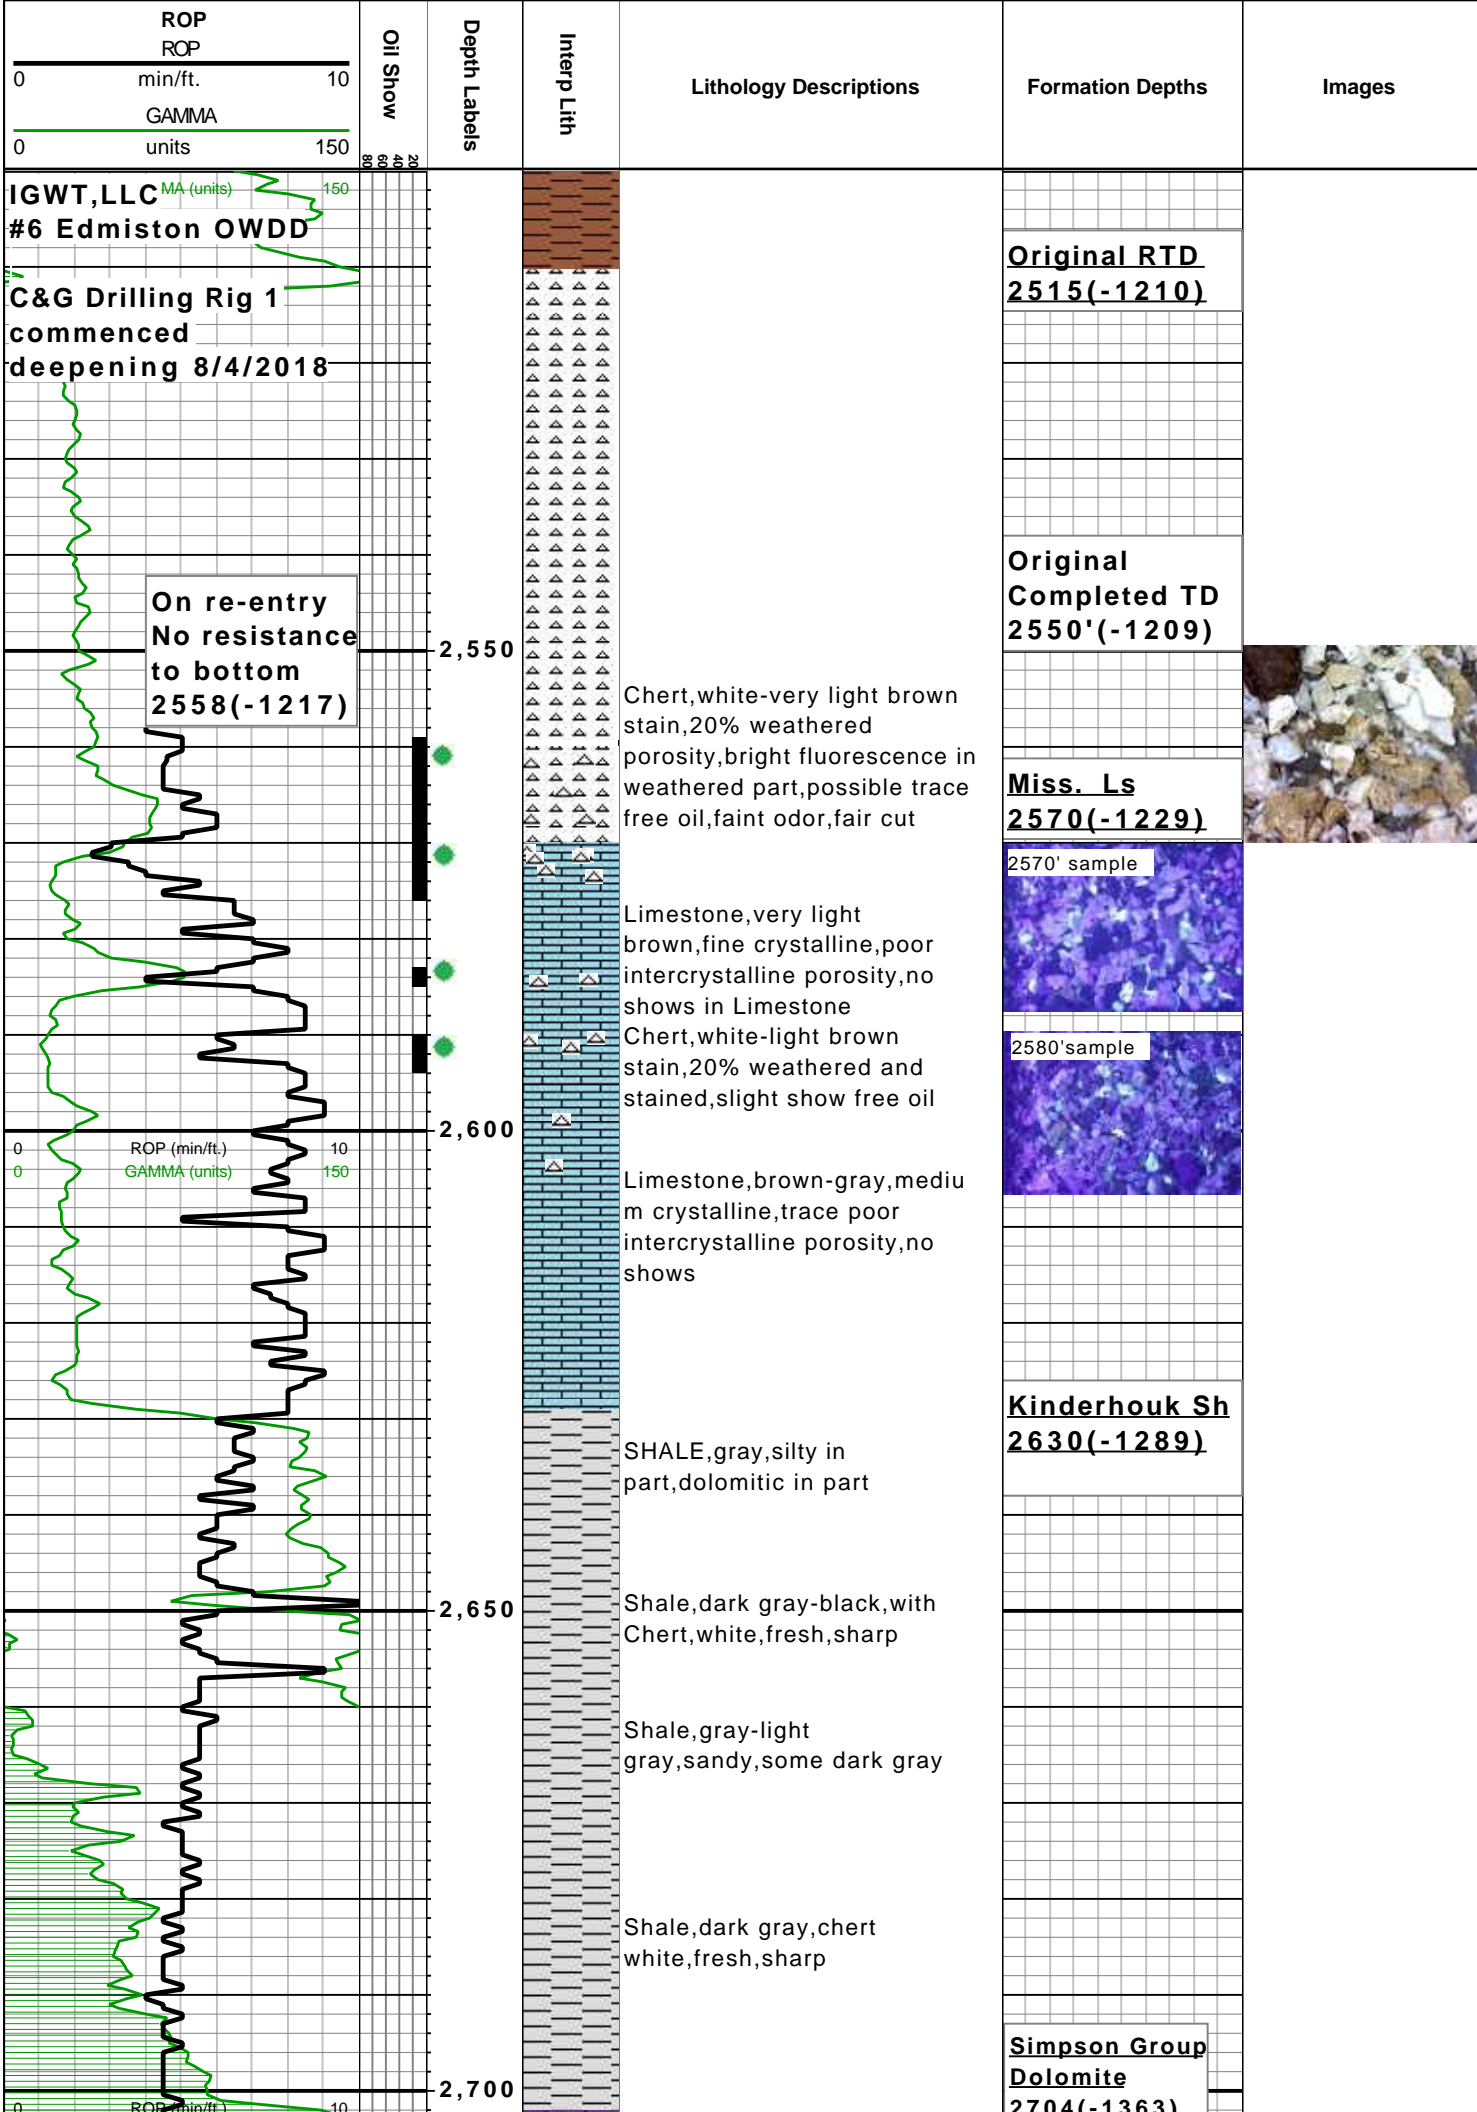 ROP
ROP
0 min/ft. 10
GAMMA
0 units 150
Oil Show
80 60 40 20
Depth Labels
Interp Lith
Lithology Descriptions
Formation Depths
Images
IGWT,LLC MA (units) 150
#6 Edmiston OWDD
C&G Drilling Rig 1
commenced
deepening 8/4/2018
Original RTD
2515(-1210)
On re-entry
No resistance
to bottom
2558(-1217)
Original
Completed TD
2550'(-1209)
2,550
Chert,white-very light brown
stain,20% weathered
porosity,bright fluorescence in
weathered part,possible trace
free oil,faint odor,fair cut
Miss. Ls
2570(-1229)
2570' sample
Limestone,very light
brown,fine crystalline,poor
intercrystalline porosity,no
shows in Limestone
Chert,white-light brown
stain,20% weathered and
stained,slight show free oil
2580'sample
2,600
0 ROP (min/ft.) 10
0 GAMMA (units) 150
Limestone,brown-gray,mediu
m crystalline,trace poor
intercrystalline porosity,no
shows
Kinderhouk Sh
2630(-1289)
SHALE,gray,silty in
part,dolomitic in part
2,650
Shale,dark gray-black,with
Chert,white,fresh,sharp
Shale,gray-light
gray,sandy,some dark gray
Shale,dark gray,chert
white,fresh,sharp
Simpson Group
Dolomite
2704(-1363)
2,700
0 ROP (min/ft.) 10